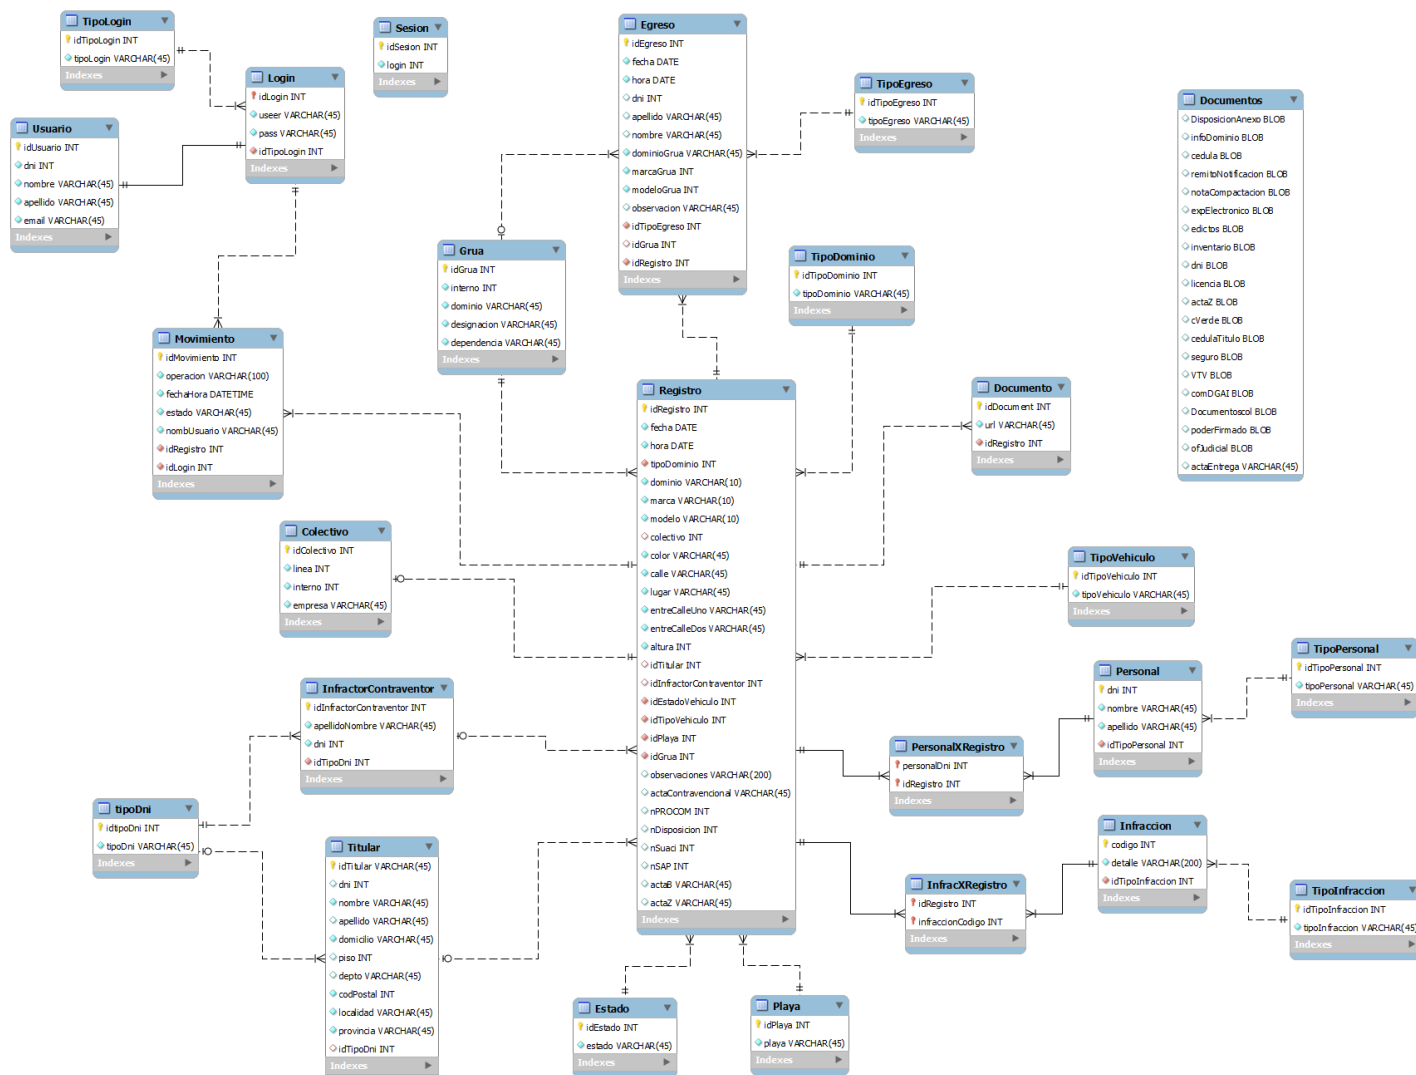 TipoLogin
idTipoLogin INT
tipoLogin VARCHAR(45)
Indexes
Sesion
idSesion INT
login INT
Indexes
Egreso
idEgreso INT
fecha DATE
hora DATE
dni INT
apellido VARCHAR(45)
nombre VARCHAR(45)
dominioGrua VARCHAR(45)
marcaGrua INT
modeloGrua INT
observacion VARCHAR(45)
idTipoEgreso INT
idGrua INT
idRegistro INT
Indexes
Login
idLogin INT
useer VARCHAR(45)
pass VARCHAR(45)
idTipoLogin INT
Indexes
TipoEgreso
idTipoEgreso INT
tipoEgreso VARCHAR(45)
Indexes
Documentos
DisposicionAnexo BLOB
infoDominio BLOB
cedula BLOB
remitoNotificacion BLOB
notaCompactacion BLOB
expElectronico BLOB
edictos BLOB
inventario BLOB
dni BLOB
licencia BLOB
actaZ BLOB
cVerde BLOB
cedulaTitulo BLOB
seguro BLOB
VTV BLOB
comDGAI BLOB
Documentoscol BLOB
poderFirmado BLOB
ofJudicial BLOB
actaEntrega VARCHAR(45)
Indexes
Usuario
idUsuario INT
dni INT
nombre VARCHAR(45)
apellido VARCHAR(45)
email VARCHAR(45)
Indexes
Grua
idGrua INT
interno INT
dominio VARCHAR(45)
designacion VARCHAR(45)
dependencia VARCHAR(45)
Indexes
TipoDominio
idTipoDominio INT
tipoDominio VARCHAR(45)
Indexes
Movimiento
idMovimiento INT
operacion VARCHAR(100)
fechaHora DATETIME
estado VARCHAR(45)
nombUsuario VARCHAR(45)
idRegistro INT
idLogin INT
Indexes
Registro
idRegistro INT
fecha DATE
hora DATE
tipoDominio INT
dominio VARCHAR(10)
marca VARCHAR(10)
modelo VARCHAR(10)
colectivo INT
color VARCHAR(45)
calle VARCHAR(45)
lugar VARCHAR(45)
entreCalleUno VARCHAR(45)
entreCalleDos VARCHAR(45)
altura INT
idTitular INT
idInfractorContraventor INT
idEstadoVehiculo INT
idTipoVehiculo INT
idPlaya INT
idGrua INT
observaciones VARCHAR(200)
actaContravencional VARCHAR(45)
nPROCOM INT
nDisposicion INT
nSuaci INT
nSAP INT
actaB VARCHAR(45)
actaZ VARCHAR(45)
Indexes
Documento
idDocument INT
url VARCHAR(45)
idRegistro INT
Indexes
Colectivo
idColectivo INT
linea INT
interno INT
empresa VARCHAR(45)
Indexes
TipoVehiculo
idTipoVehiculo INT
tipoVehiculo VARCHAR(45)
Indexes
TipoPersonal
idTipoPersonal INT
tipoPersonal VARCHAR(45)
Indexes
Personal
dni INT
nombre VARCHAR(45)
apellido VARCHAR(45)
idTipoPersonal INT
Indexes
InfractorContraventor
idInfractorContraventor INT
apellidoNombre VARCHAR(45)
dni INT
idTipoDni INT
Indexes
PersonalXRegistro
personalDni INT
idRegistro INT
Indexes
tipoDni
idtipoDni INT
tipoDni VARCHAR(45)
Indexes
Infraccion
codigo INT
detalle VARCHAR(200)
idTipoInfraccion INT
Indexes
Titular
idTitular VARCHAR(45)
dni INT
nombre VARCHAR(45)
apellido VARCHAR(45)
domicilio VARCHAR(45)
piso INT
depto VARCHAR(45)
codPostal INT
localidad VARCHAR(45)
provincia VARCHAR(45)
idTipoDni INT
Indexes
InfracXRegistro
idRegistro INT
infraccionCodigo INT
Indexes
TipoInfraccion
idTipoInfraccion INT
tipoInfraccion VARCHAR(45)
Indexes
Estado
idEstado INT
estado VARCHAR(45)
Indexes
Playa
idPlaya INT
playa VARCHAR(45)
Indexes